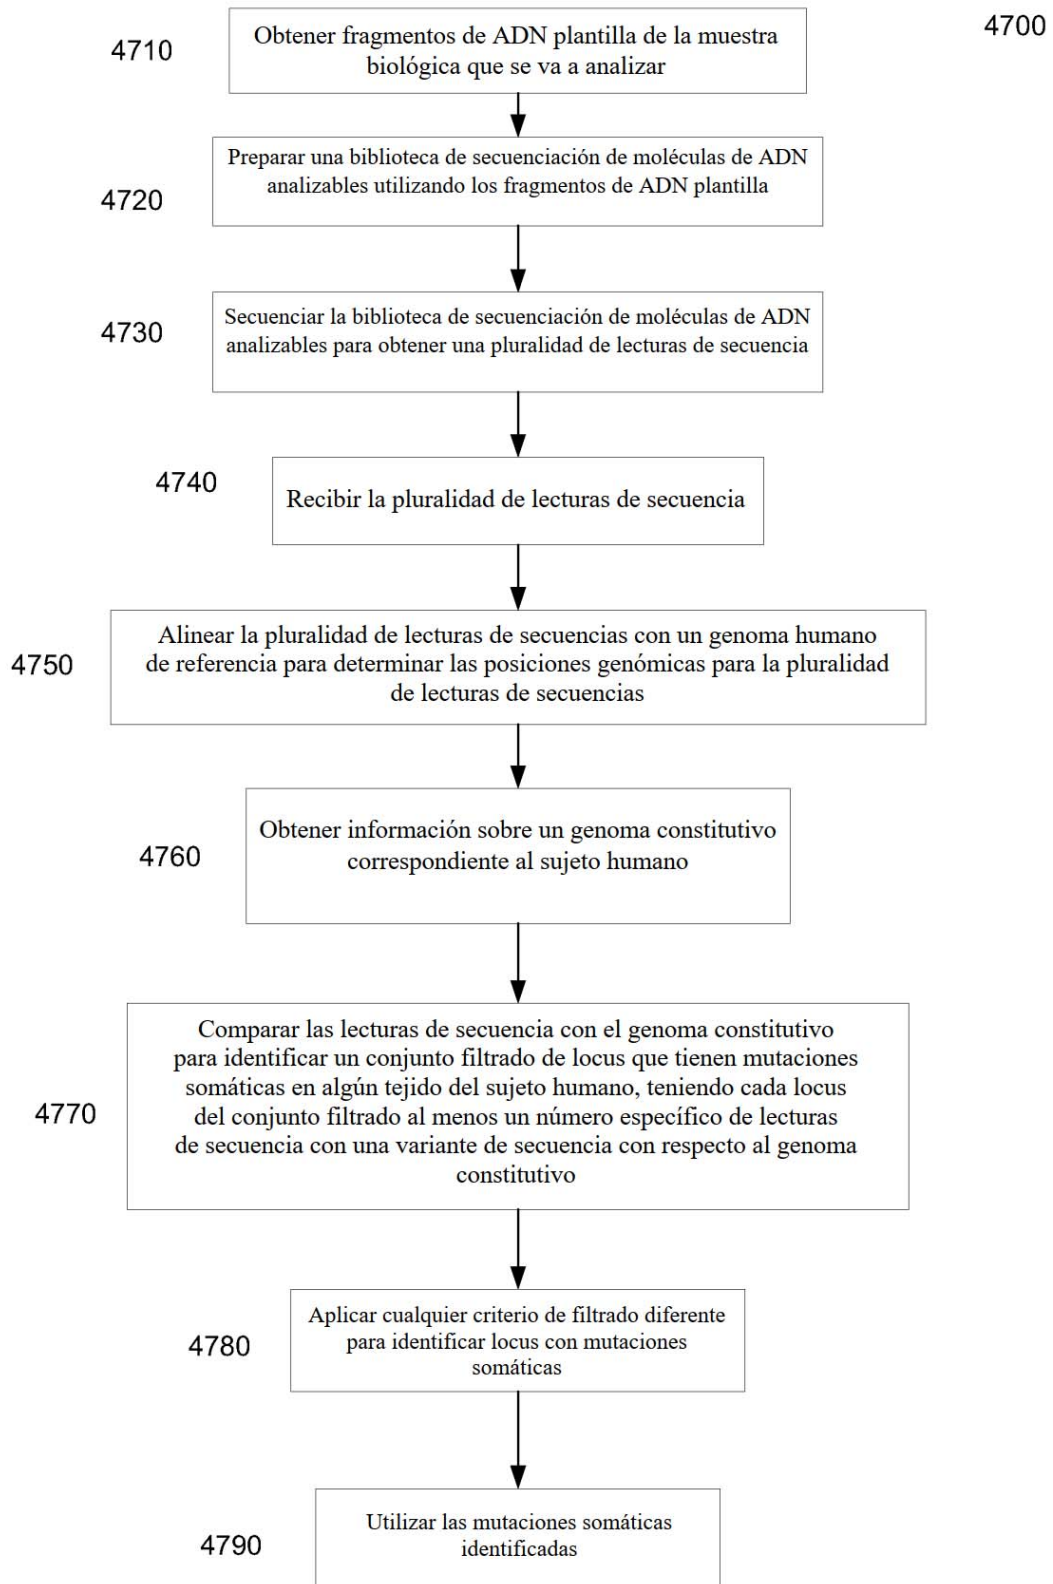 4700
4710
Obtener fragmentos de ADN plantilla de la muestra
biológica que se va a analizar
4720
Preparar una biblioteca de secuenciación de moléculas de ADN
analizables utilizando los fragmentos de ADN plantilla
4730
Secuenciar la biblioteca de secuenciación de moléculas de ADN
analizables para obtener una pluralidad de lecturas de secuencia
4740
Recibir la pluralidad de lecturas de secuencia
4750
Alinear la pluralidad de lecturas de secuencias con un genoma humano
de referencia para determinar las posiciones genómicas para la pluralidad
de lecturas de secuencias
4760
Obtener información sobre un genoma constitutivo
correspondiente al sujeto humano
4770
Comparar las lecturas de secuencia con el genoma constitutivo
para identificar un conjunto filtrado de locus que tienen mutaciones
somáticas en algún tejido del sujeto humano, teniendo cada locus
del conjunto filtrado al menos un número específico de lecturas
de secuencia con una variante de secuencia con respecto al genoma
constitutivo
4780
Aplicar cualquier criterio de filtrado diferente
para identificar locus con mutaciones
somáticas
4790
Utilizar las mutaciones somáticas
identificadas